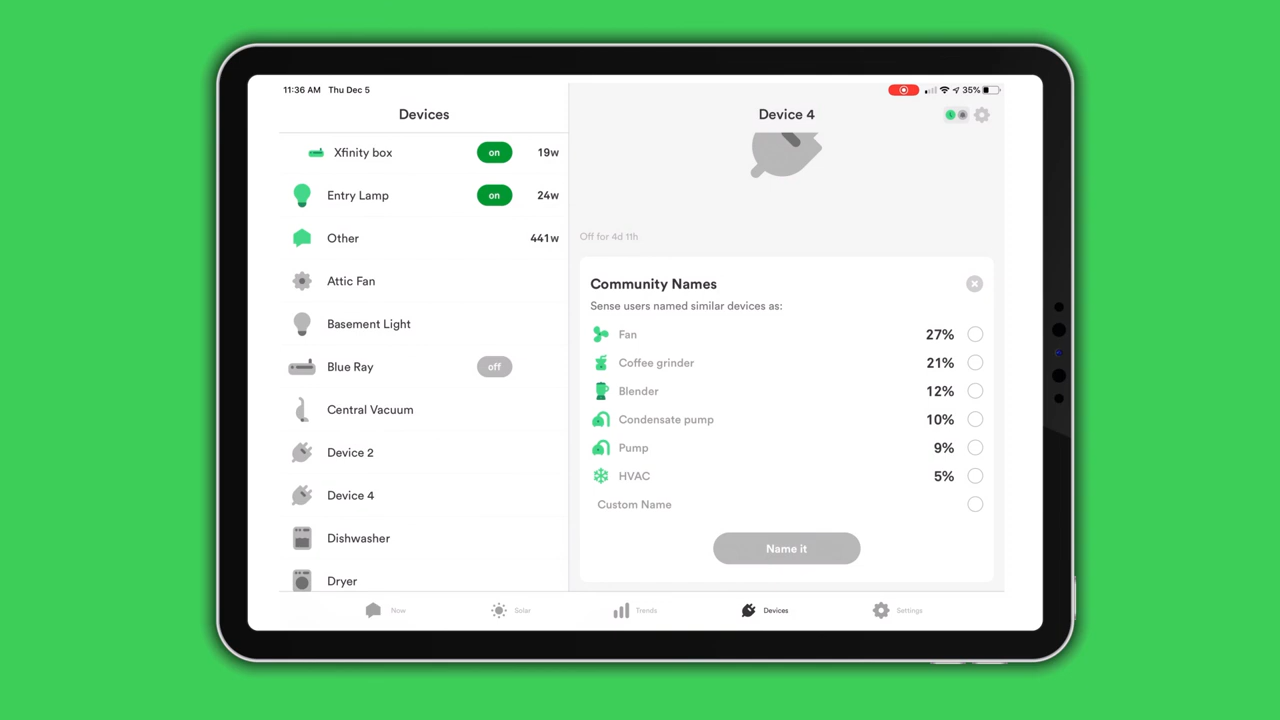 11:36 AM Thu Dec 5
35%
Devices
Xfinity box on 19w
Entry Lamp on 24w
Other 441w
Attic Fan
Basement Light
Blue Ray off
Central Vacuum
Device 2
Device 4
Dishwasher
Dryer
Device 4
Off for 4d 11h
Community Names
Sense users named similar devices as:
Fan 27%
Coffee grinder 21%
Blender 12%
Condensate pump 10%
Pump 9%
HVAC 5%
Custom Name
Name it
Now Solar Trends Devices Settings